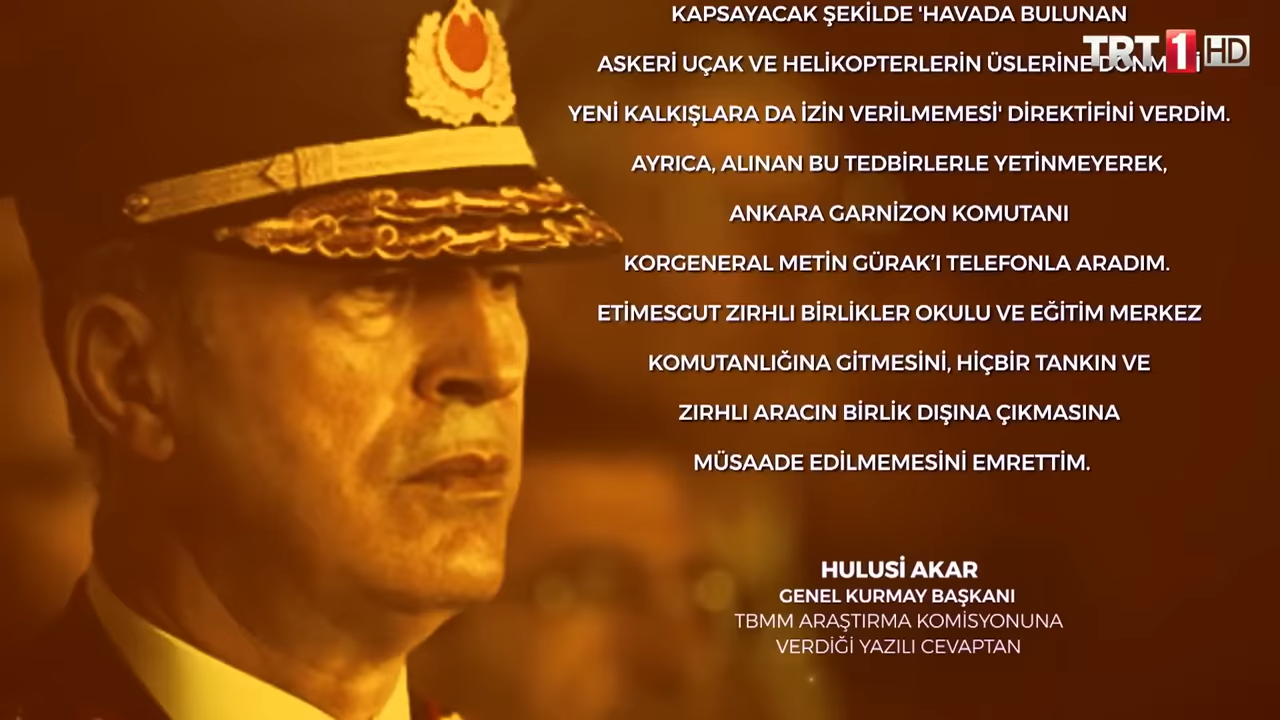 KAPSAYACAK ŞEKİLDE 'HAVADA BULUNAN
ASKERİ UÇAK VE HELİKOPTERLERİN ÜSLERİNE
TRT 1 HD
YENİ KALKIŞLARA DA İZİN VERİLMEMESİ' DİREKTİFİNİ VERDİM.
AYRICA, ALINAN BU TEDBİRLERLE YETİNMEYEREK,
ANKARA GARNİZON KOMUTANI
KORGENERAL METİN GÜRAK'I TELEFONLA ARADIM.
ETİMESGUT ZIRHLI BİRLİKLER OKULU VE EĞİTİM MERKEZ
KOMUTANLIĞINA GİTMESİNİ, HİÇBİR TANKIN VE
ZIRHLI ARACIN BİRLİK DIŞINA ÇIKMASINA
MÜSAADE EDİLMEMESİNİ EMRETTİM.
HULUSİ AKAR
GENEL KURMAY BAŞKANI
TBMM ARAŞTIRMA KOMİSYONUNA
VERDİĞİ YAZILI CEVAPTAN